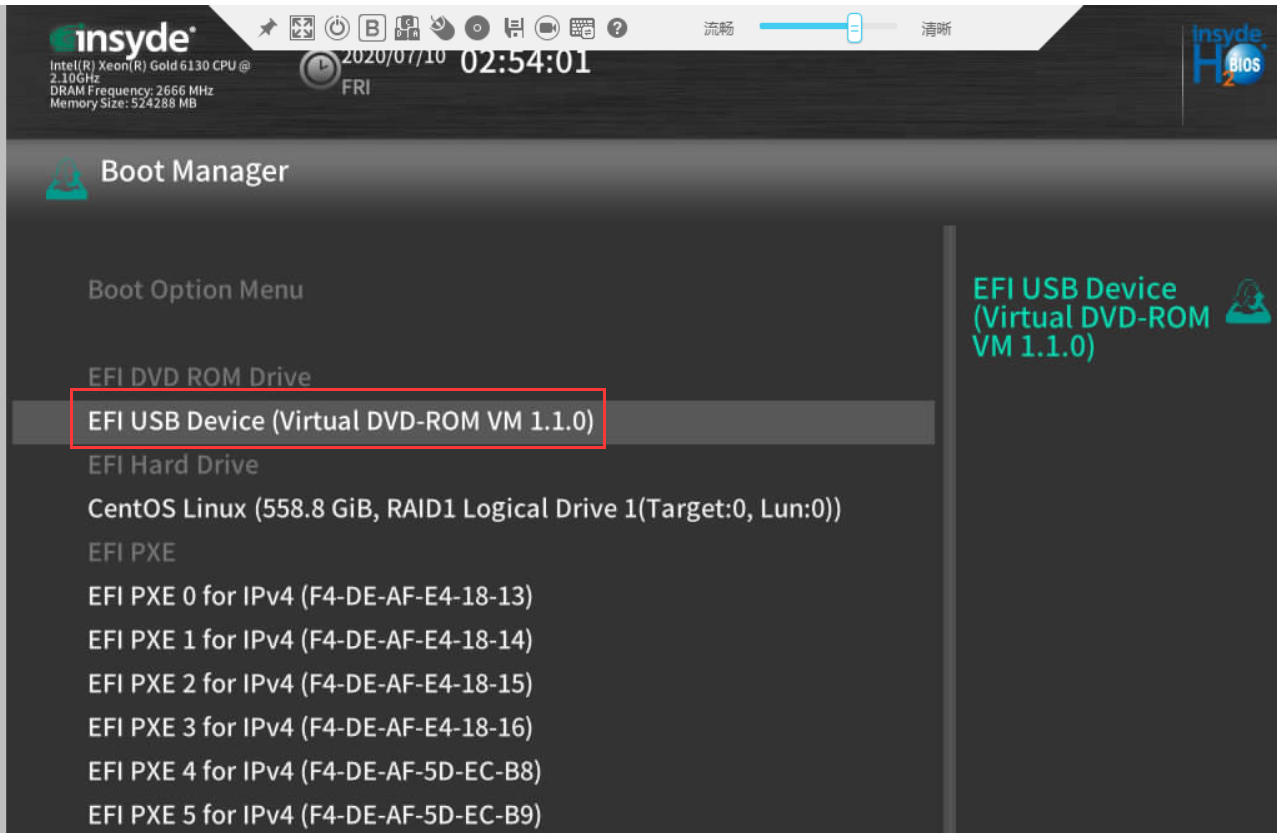 insyde
Intel(R) Xeon(R) Gold 6130 CPU @
2.10GHz
DRAM Frequency: 2666 MHz
Memory Size: 524288 MB
2020/07/10 02:54:01
FRI
B
流畅
清晰
insyde
H2O BIOS
Boot Manager
Boot Option Menu
EFI DVD ROM Drive
EFI USB Device (Virtual DVD-ROM VM 1.1.0)
EFI Hard Drive
CentOS Linux (558.8 GiB, RAID1 Logical Drive 1(Target:0, Lun:0))
EFI PXE
EFI PXE 0 for IPv4 (F4-DE-AF-E4-18-13)
EFI PXE 1 for IPv4 (F4-DE-AF-E4-18-14)
EFI PXE 2 for IPv4 (F4-DE-AF-E4-18-15)
EFI PXE 3 for IPv4 (F4-DE-AF-E4-18-16)
EFI PXE 4 for IPv4 (F4-DE-AF-5D-EC-B8)
EFI PXE 5 for IPv4 (F4-DE-AF-5D-EC-B9)
EFI USB Device
(Virtual DVD-ROM
VM 1.1.0)